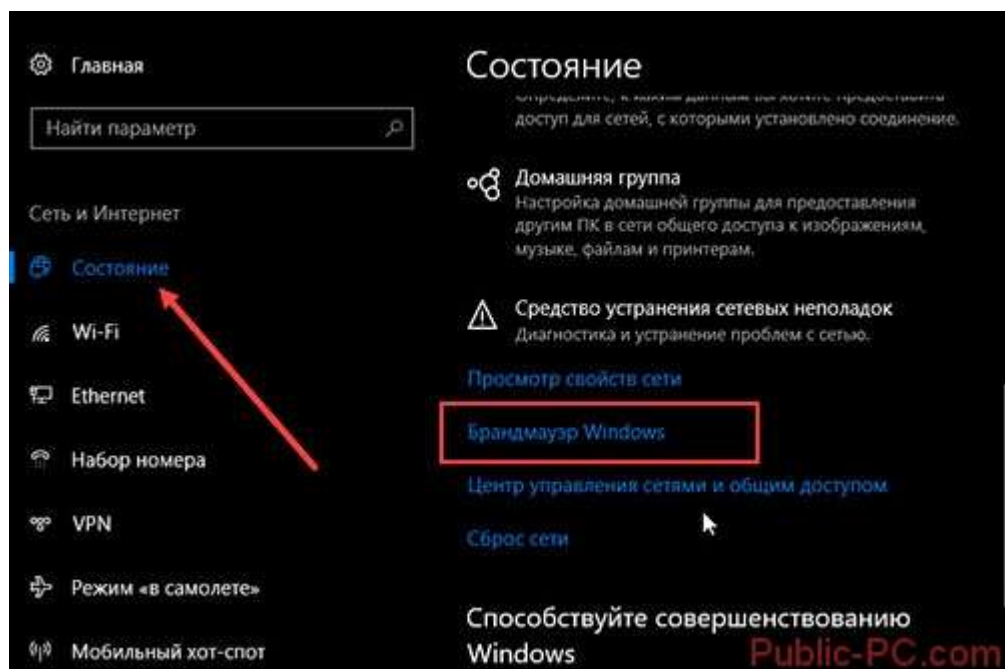 Главная
Найти параметр
Сеть и Интернет
Состояние
Wi-Fi
Ethernet
Набор номера
VPN
Режим «в самолете»
Мобильный хот-спот
Состояние
доступ для сетей, с которыми установлено соединение.
Домашняя группа
Настройка домашней группы для предоставления
другим ПК в сети общего доступа к изображениям,
музыке, файлам и принтерам.
Средство устранения сетевых неполадок
Диагностика и устранение проблем с сетью.
Просмотр свойств сети
Брандмауэр Windows
Центр управления сетями и общим доступом
Сброс сети
Способствуйте совершенствованию
Windows
Public-PC.com